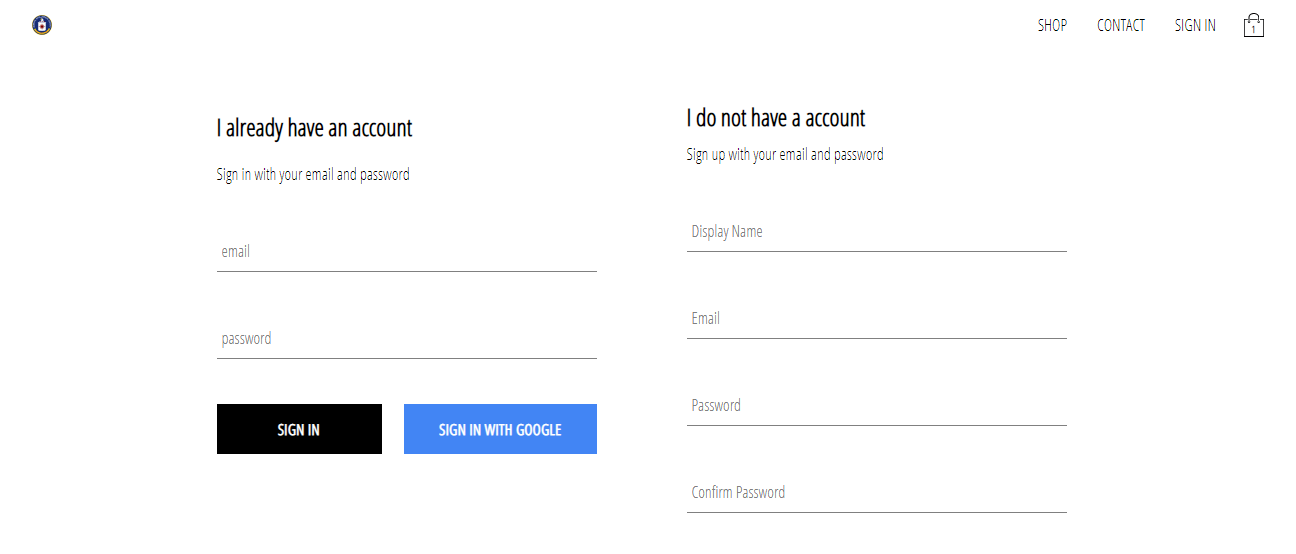 SHOP CONTACT SIGN IN 1
I already have an account
Sign in with your email and password
email
password
SIGN IN SIGN IN WITH GOOGLE
I do not have a account
Sign up with your email and password
Display Name
Email
Password
Confirm Password